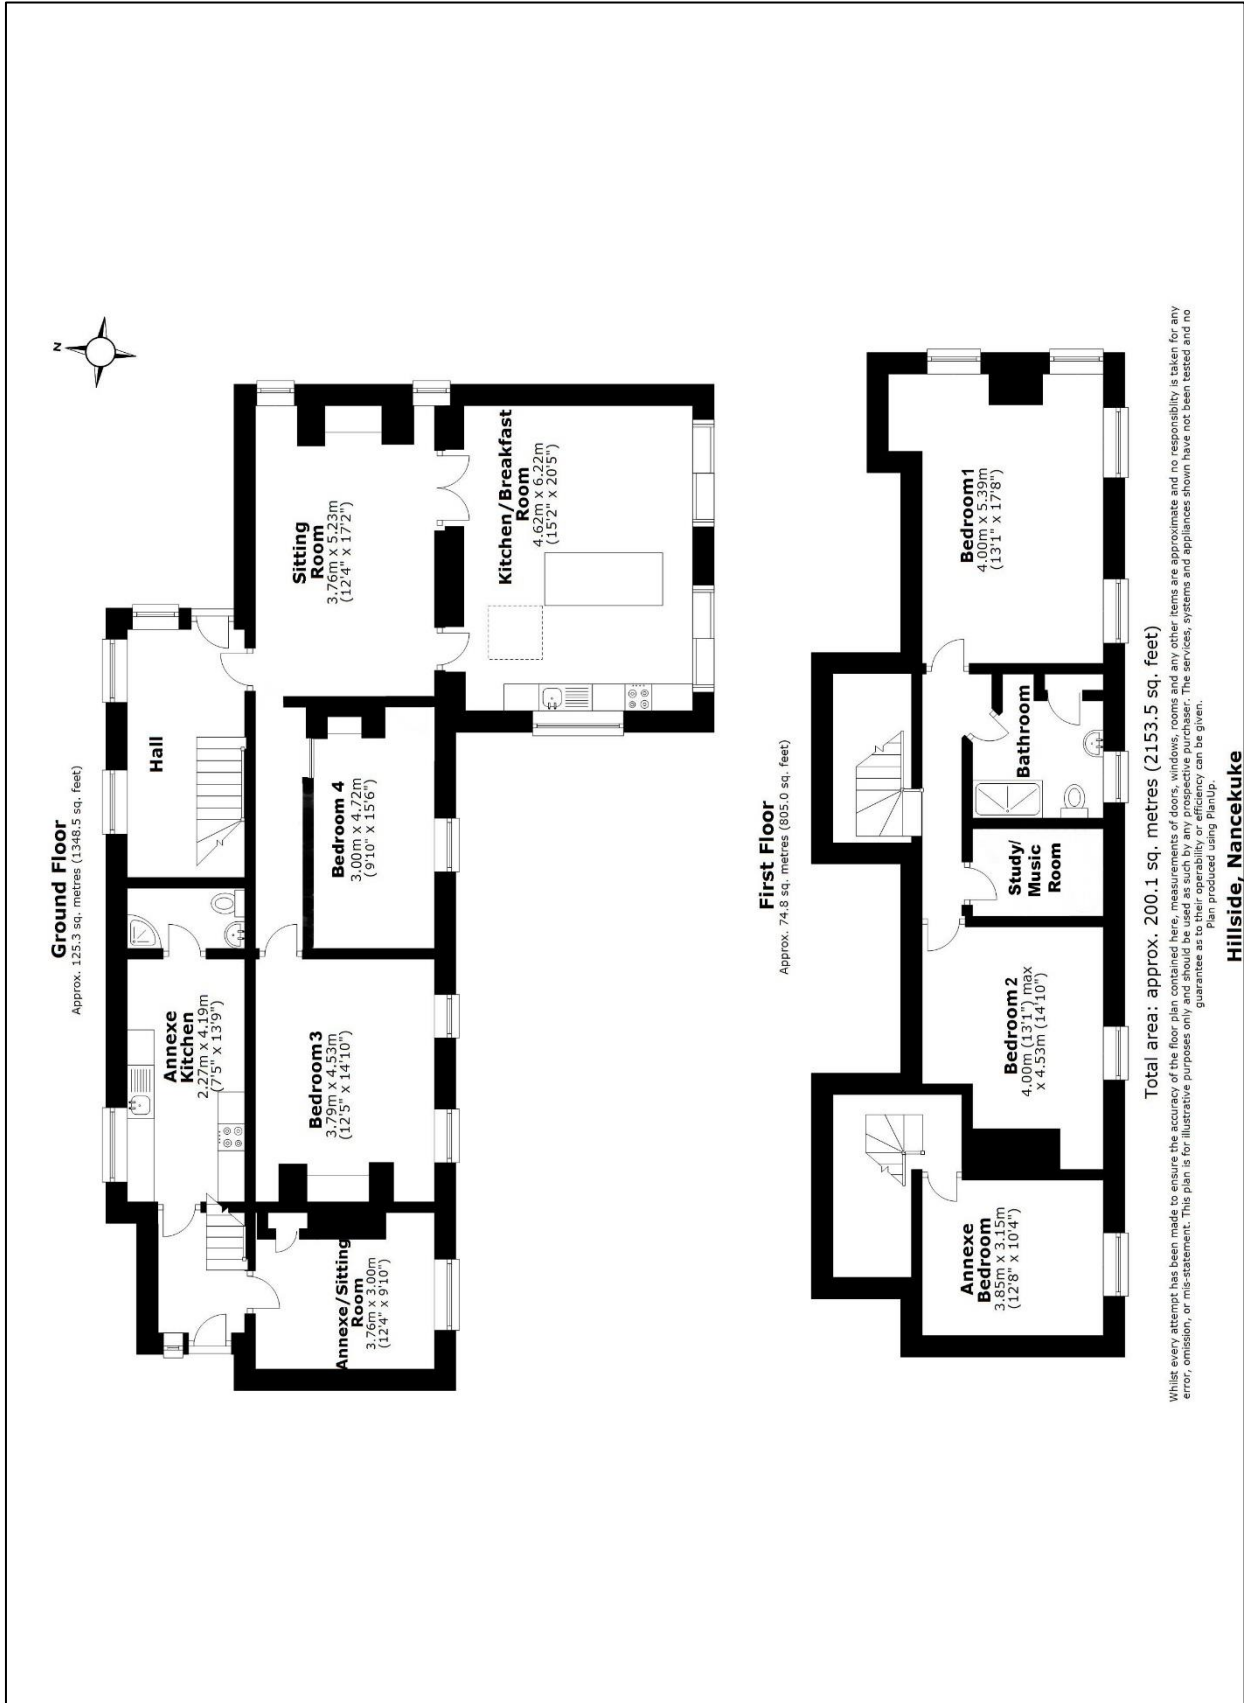 Ground Floor
Approx. 125.3 sq. metres (1348.5 sq. feet)
N
Annexe
Kitchen
2.27m x 4.19m
(7'5" x 13'9")
Hall
Annexe/Sitting
Room
3.76m x 3.00m
(12'4" x 9'10")
Bedroom3
3.79m x 4.53m
(12'5" x 14'10")
Bedroom 4
3.00m x 4.72m
(9'10" x 15'6")
Sitting
Room
3.76m x 5.23m
(12'4" x 17'2")
Kitchen/Breakfast
Room
4.62m x 6.22m
(15'2" x 20'5")
First Floor
Approx. 74.8 sq. metres (805.0 sq. feet)
Annexe
Bedroom
3.85m x 3.15m
(12'8" x 10'4")
Bedroom2
4.00m (13'1") max
x 4.53m (14'10")
Study/
Music
Room
Bathroom
Bedroom1
4.00m x 5.39m
(13'1" x 17'8")
Total area: approx. 200.1 sq. metres (2153.5 sq. feet)
Whilst every attempt has been made to ensure the accuracy of the floor plan contained here, measurements of doors, windows, rooms and any other items are approximate and no responsiblity is taken for any
error, omission, or mis-statement. This plan is for illustrative purposes only and should be used as such by any prospective purchaser. The services, systems and appliances shown have not been tested and no
guarantee as to their operability or efficiency can be given.
Plan produced using PlanUp.
Hillside, Nancekuke